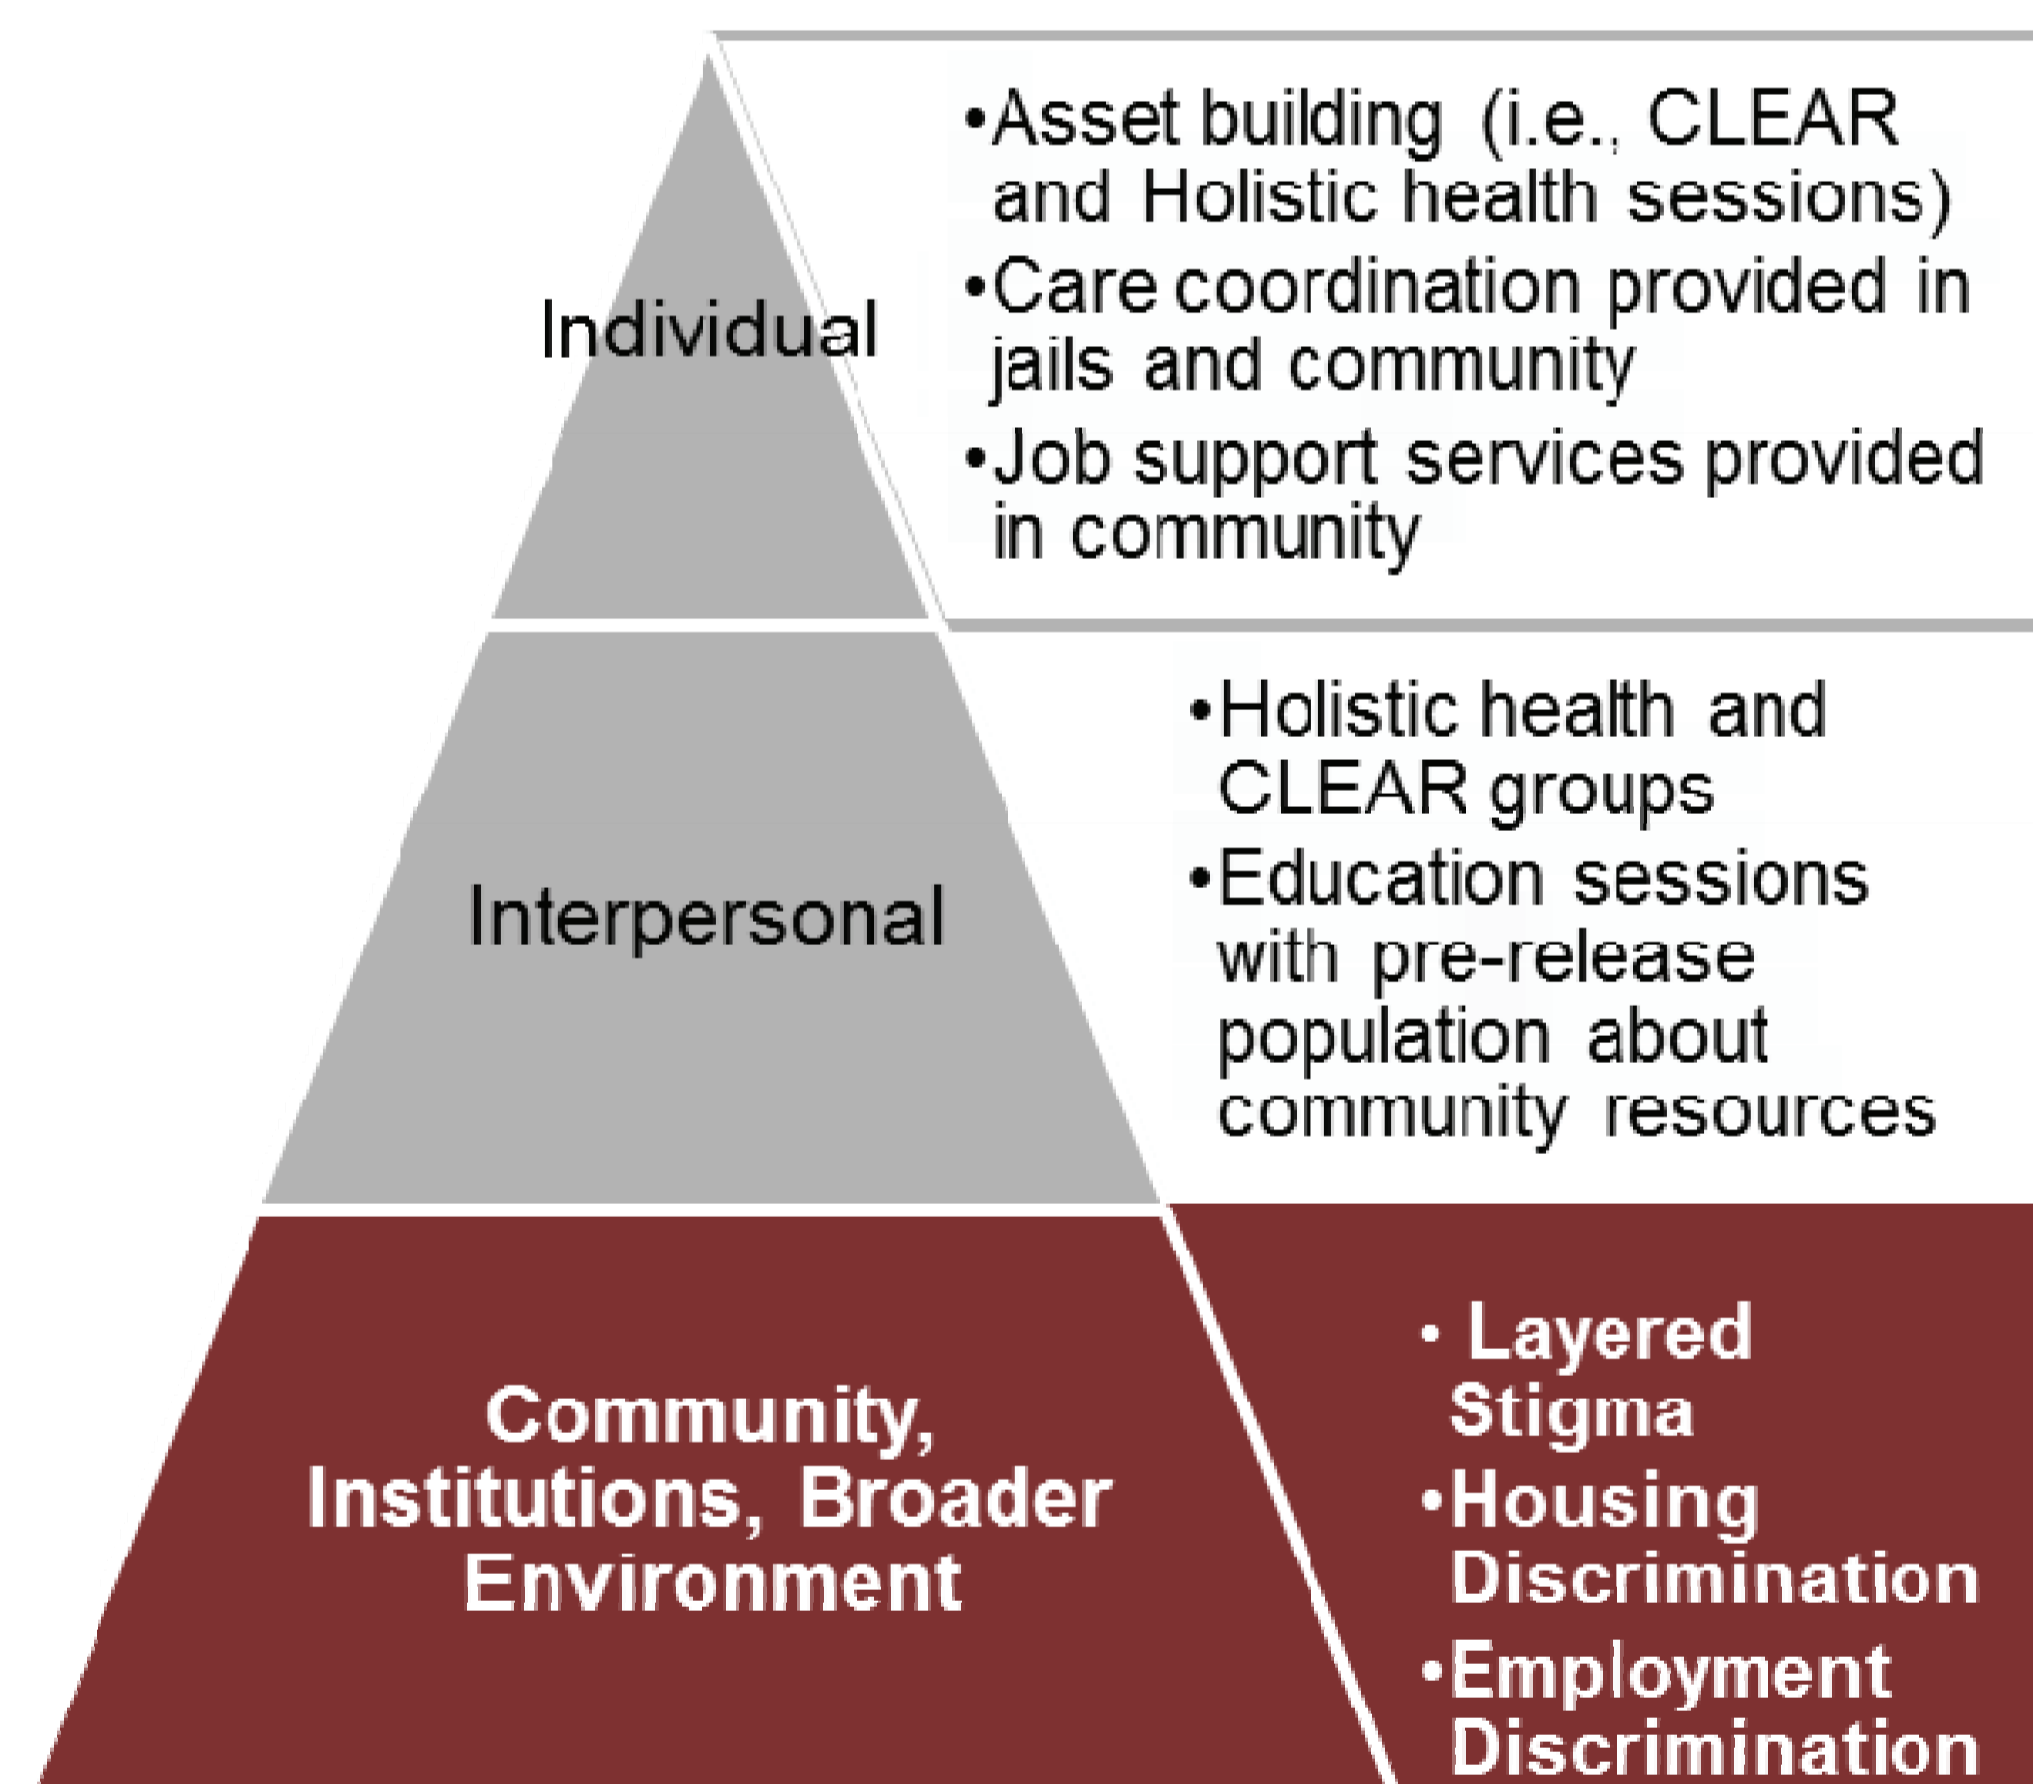 Individual
•Asset building (i.e., CLEAR
and Holistic health sessions)
•Care coordination provided in
jails and community
•Job support services provided
in community
Interpersonal
•Holistic health and
CLEAR groups
•Education sessions
with pre-release
population about
community resources
Community,
Institutions, Broader
Environment
• Layered
Stigma
•Housing
Discrimination
•Employment
Discrimination